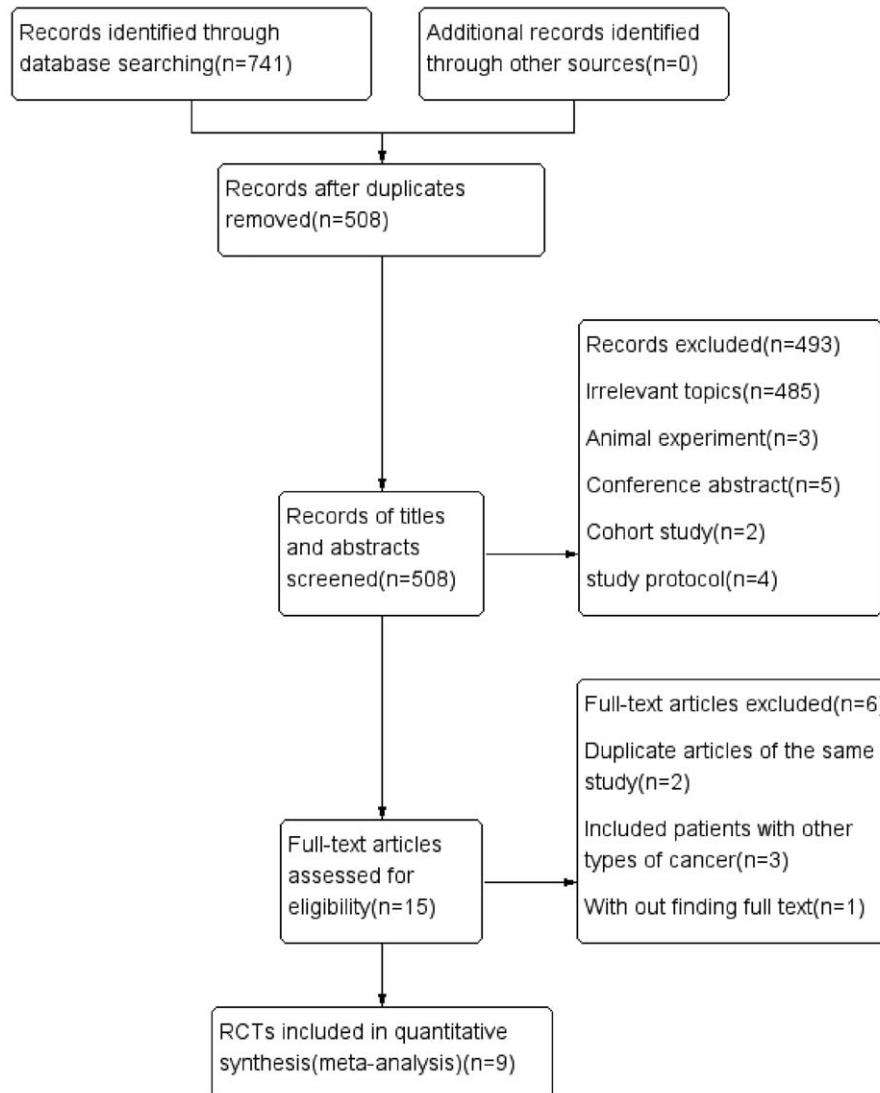 Records identified through
database searching(n=741)
Additional records identified
through other sources(n=0)
Records after duplicates
removed(n=508)
Records excluded(n=493)
Irrelevant topics(n=485)
Animal experiment(n=3)
Conference abstract(n=5)
Cohort study(n=2)
study protocol(n=4)
Records of titles
and abstracts
screened(n=508)
Full-text articles excluded(n=6)
Duplicate articles of the same
study(n=2)
Included patients with other
types of cancer(n=3)
With out finding full text(n=1)
Full-text articles
assessed for
eligibility(n=15)
RCTs included in quantitative
synthesis(meta-analysis)(n=9)